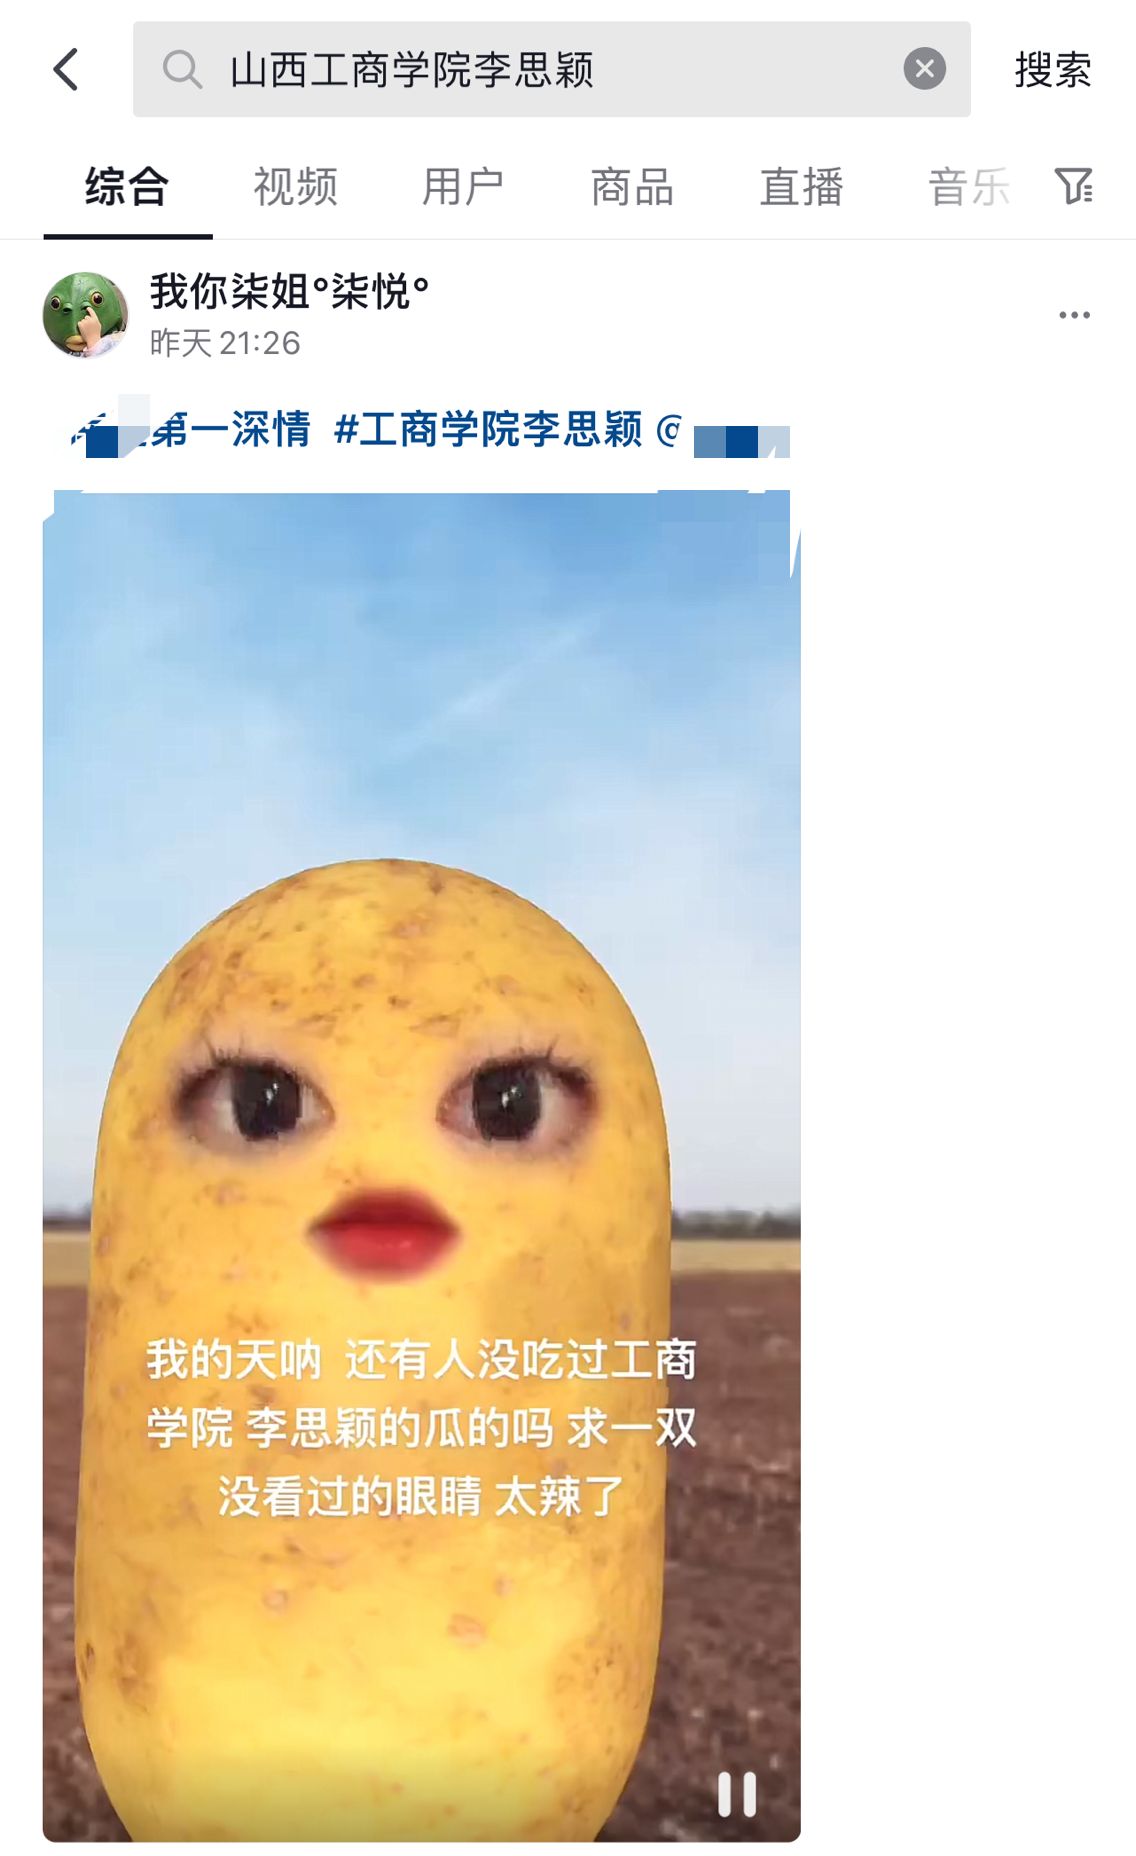 山西工商学院李思颖
搜索
综合 视频 用户 商品 直播 音乐
我你柒姐°柒悦°
昨天 21:26
第一深情 #工商学院李思颖 @
我的天呐 还有人没吃过工商
学院 李思颖的瓜的吗 求一双
没看过的眼睛 太辣了